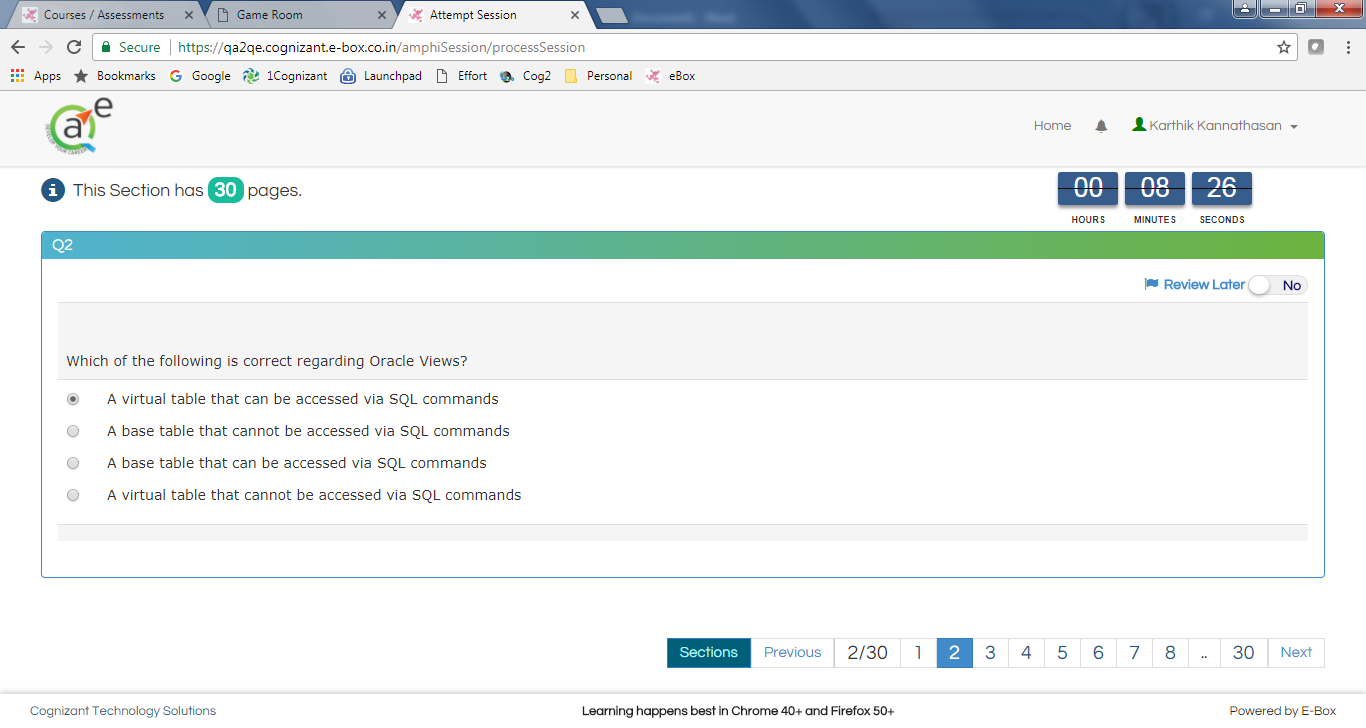 Courses / Assessments
Game Room
Attempt Session
Secure
https://qa2qe.cognizant.e-box.co.in/amphiSession/processSession
Apps
Bookmarks
Google
1Cognizant
Launchpad
Effort
Cog2
Personal
eBox
a e
Home
Karthik Kannathasan
This Section has 30 pages.
00 08 26
HOURS MINUTES SECONDS
Q2
Review Later No
Which of the following is correct regarding Oracle Views?
A virtual table that can be accessed via SQL commands
A base table that cannot be accessed via SQL commands
A base table that can be accessed via SQL commands
A virtual table that cannot be accessed via SQL commands
Sections Previous 2/30 1 2 3 4 5 6 7 8 .. 30 Next
Cognizant Technology Solutions
Learning happens best in Chrome 40+ and Firefox 50+
Powered by E-Box